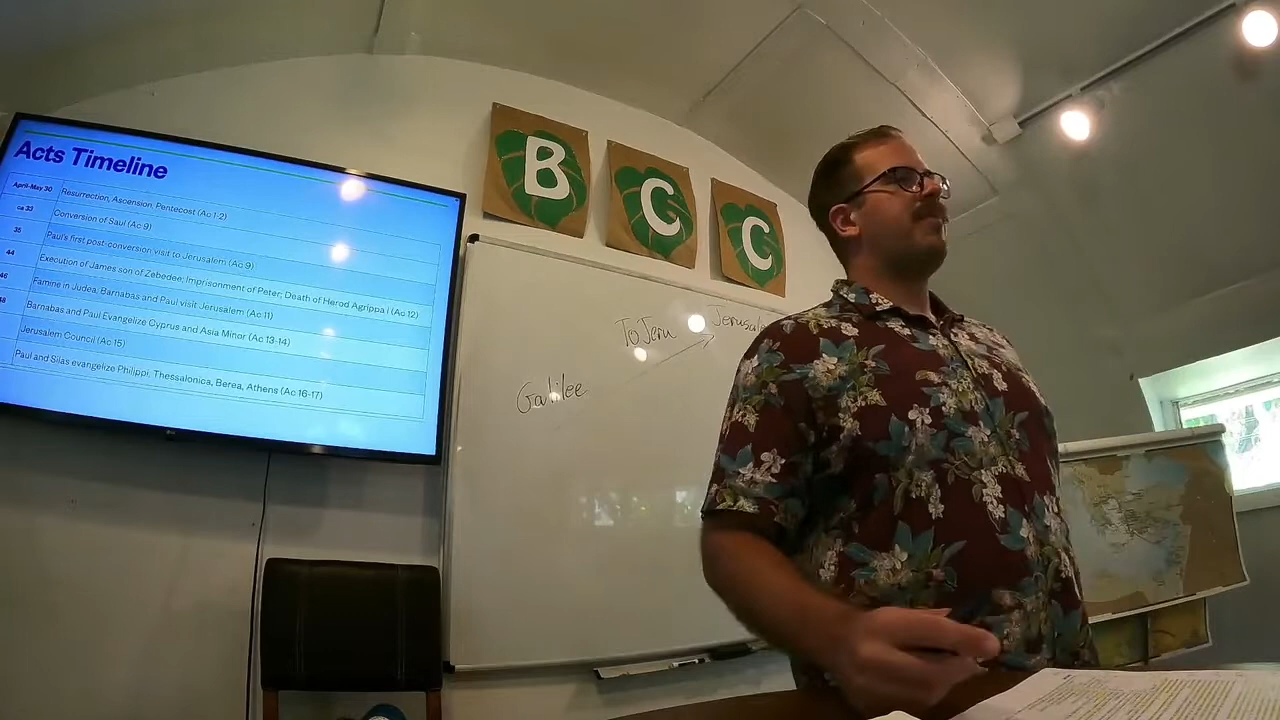 Acts Timeline
April-May 30 Resurrection, Ascension, Pentecost (Ac 1-2)
ca 33 Conversion of Saul (Ac 9)
35 Paul's first post-conversion visit to Jerusalem (Ac 9)
44 Execution of James son of Zebedee; Imprisonment of Peter; Death of Herod Agrippa I (Ac 12)
46 Famine in Judea, Barnabas and Paul visit Jerusalem (Ac 11)
Barnabas and Paul Evangelize Cyprus and Asia Minor (Ac 13-14)
Jerusalem Council (Ac 15)
Paul and Silas evangelize Philippi, Thessalonica, Berea, Athens (Ac 16-17)
B C C
To Jeru
Galilee